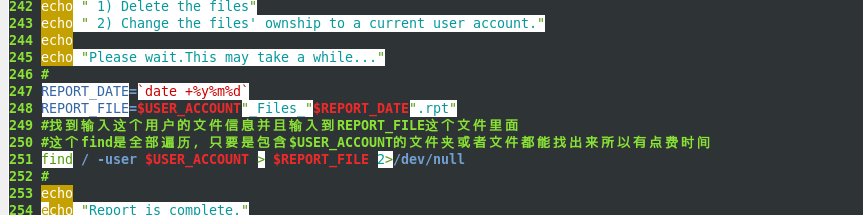 242 echo " 1) Delete the files"
243 echo " 2) Change the files' ownship to a current user account."
244 echo
245 echo "Please wait.This may take a while..."
246 #
247 REPORT_DATE=`date +%y%m%d`
248 REPORT_FILE=$USER_ACCOUNT"_Files_"$REPORT_DATE".rpt"
249 #找到输入这个用户的文件信息并且输入到REPORT_FILE这个文件里面
250 #这个find是全部遍历，只要是包含$USER_ACCOUNT的文件夹或者文件都能找出来所以有点费时间
251 find / -user $USER_ACCOUNT > $REPORT_FILE 2>/dev/null
252 #
253 echo
254 echo "Report is complete."